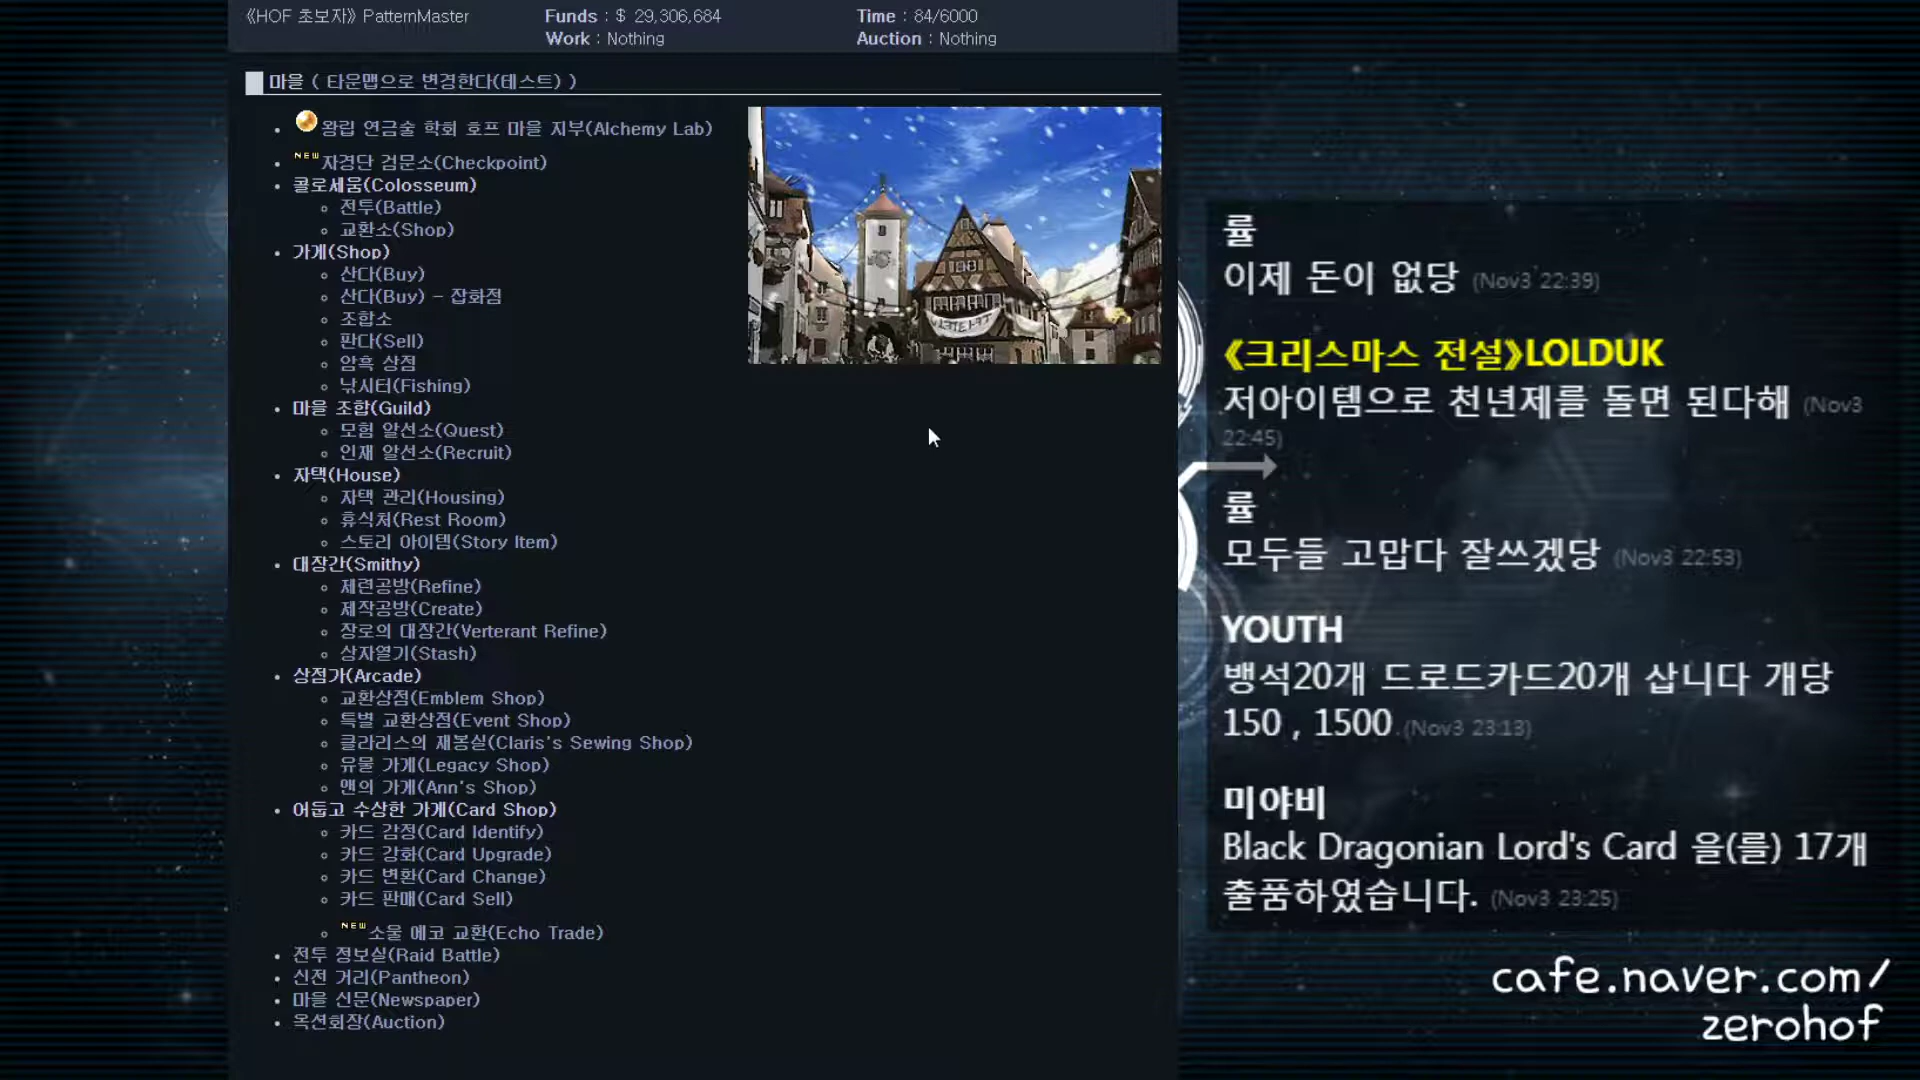 《HOF 초보자》 PatternMaster
Funds : $ 29,306,684
Time : 84/6000
Work : Nothing
Auction : Nothing
마을 ( 타운맵으로 변경한다(테스트) )
왕립 연금술 학회 호프 마을 지부(Alchemy Lab)
NEW 자경단 검문소(Checkpoint)
콜로세움(Colosseum)
전투(Battle)
교환소(Shop)
가게(Shop)
산다(Buy)
산다(Buy) - 잡화점
조합소
판다(Sell)
암흑 상점
낚시터(Fishing)
마을 조합(Guild)
모험 알선소(Quest)
인재 알선소(Recruit)
자택(House)
자택 관리(Housing)
휴식처(Rest Room)
스토리 아이템(Story Item)
대장간(Smithy)
제련공방(Refine)
제작공방(Create)
장로의 대장간(Verterant Refine)
상자열기(Stash)
상점가(Arcade)
교환상점(Emblem Shop)
특별 교환상점(Event Shop)
클라리스의 재봉실(Claris's Sewing Shop)
유물 가게(Legacy Shop)
앤의 가게(Ann's Shop)
어둡고 수상한 가게(Card Shop)
카드 감정(Card Identify)
카드 강화(Card Upgrade)
카드 변환(Card Change)
카드 판매(Card Sell)
NEW 소울 에코 교환(Echo Trade)
전투 정보실(Raid Battle)
신전 거리(Pantheon)
마을 신문(Newspaper)
옥션회장(Auction)
률
이제 돈이 없당 (Nov3 22:39)
《크리스마스 전설》LOLDUK
저아이템으로 천년제를 돌면 된다해 (Nov3
22:45)
률
모두들 고맙다 잘쓰겠당 (Nov3 22:53)
YOUTH
뱅석20개 드로드카드20개 삽니다 개당
150 , 1500 (Nov3 23:13)
미야비
Black Dragonian Lord's Card 을(를) 17개
출품하였습니다. (Nov3 23:25)
cafe.naver.com/
zerohof